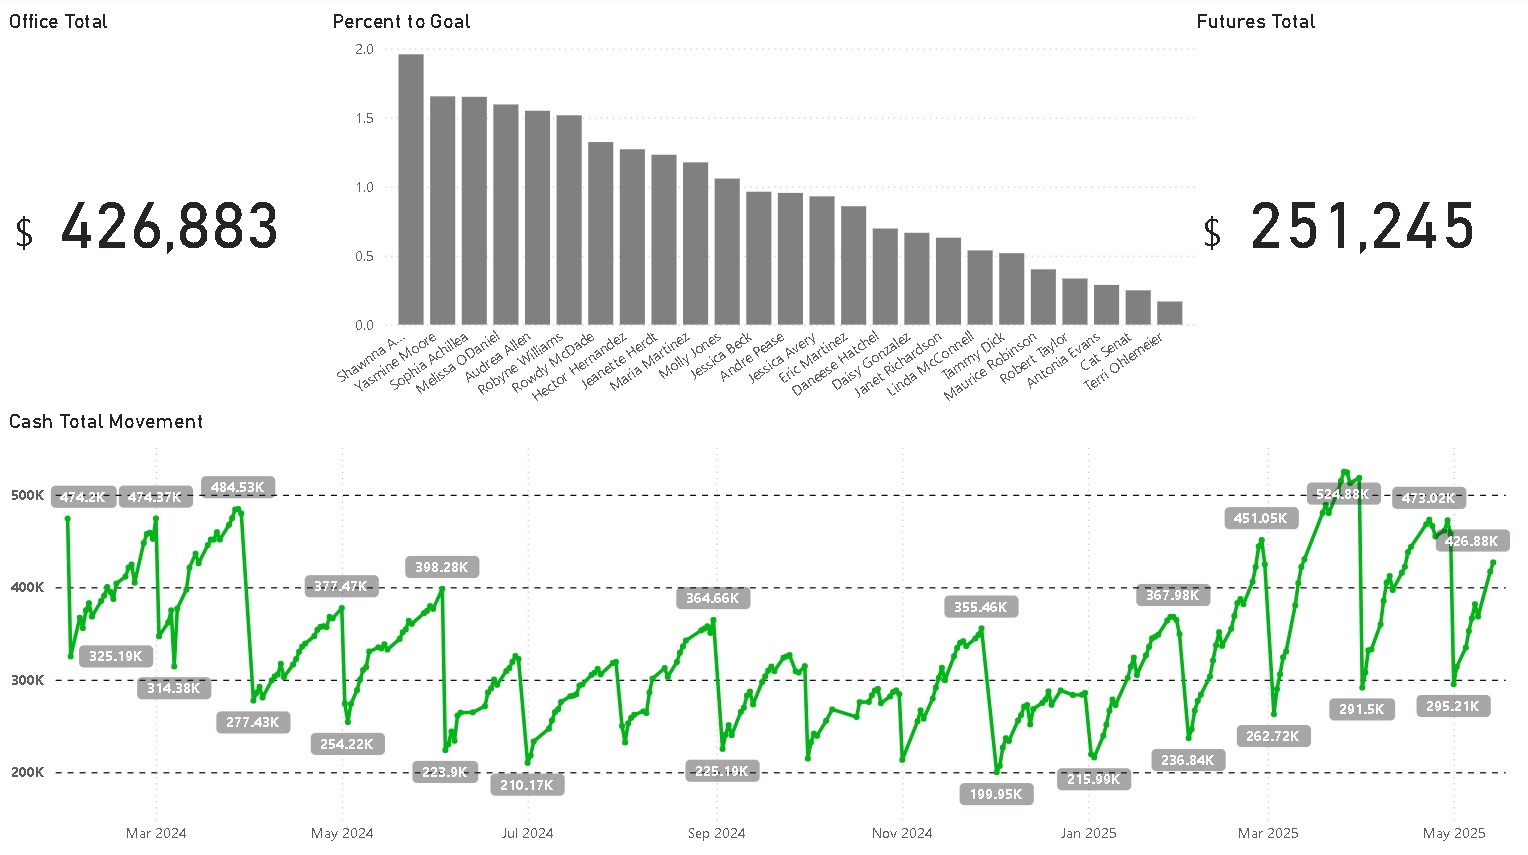 Office Total
Percent to Goal
Futures Total
2.0
1.5
1.0
0.5
0.0
$ 426,883
$ 251,245
Shawnna A...
Yasmine Moore
Sophia Achillea
Melissa ODaniel
Audrea Allen
Robyne Williams
Rowdy McDade
Hector Hernandez
Jeanette Herdt
Maria Martinez
Molly Jones
Jessica Beck
Andre Pease
Jessica Avery
Eric Martinez
Daneese Hatchel
Daisy Gonzalez
Janet Richardson
Linda McConnell
Tammy Dick
Maurice Robinson
Robert Taylor
Antonia Evans
Cat Senat
Terri Ohlemeier
Cash Total Movement
500K
400K
300K
200K
474.2K
325.19K
474.37K
314.38K
484.53K
277.43K
377.47K
254.22K
398.28K
223.9K
210.17K
364.66K
225.19K
355.46K
199.95K
215.99K
367.98K
236.84K
451.05K
262.72K
524.88K
291.5K
473.02K
295.21K
426.88K
Mar 2024
May 2024
Jul 2024
Sep 2024
Nov 2024
Jan 2025
Mar 2025
May 2025